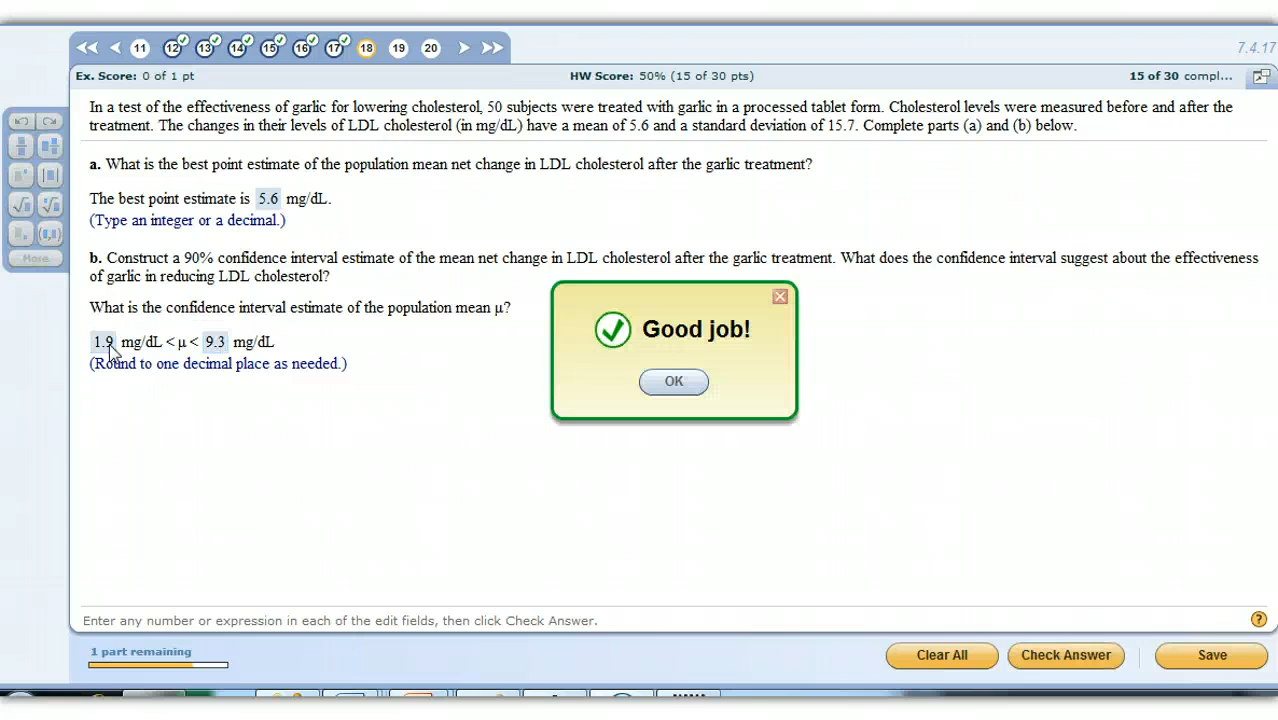 11 12 13 14 15 16 17 18 19 20
7.4.17
Ex. Score: 0 of 1 pt HW Score: 50% (15 of 30 pts) 15 of 30 compl...
In a test of the effectiveness of garlic for lowering cholesterol, 50 subjects were treated with garlic in a processed tablet form. Cholesterol levels were measured before and after the
treatment. The changes in their levels of LDL cholesterol (in mg/dL) have a mean of 5.6 and a standard deviation of 15.7. Complete parts (a) and (b) below.
a. What is the best point estimate of the population mean net change in LDL cholesterol after the garlic treatment?
The best point estimate is 5.6 mg/dL.
(Type an integer or a decimal.)
b. Construct a 90% confidence interval estimate of the mean net change in LDL cholesterol after the garlic treatment. What does the confidence interval suggest about the effectiveness
of garlic in reducing LDL cholesterol?
What is the confidence interval estimate of the population mean μ?
1.9 mg/dL < μ < 9.3 mg/dL
(Round to one decimal place as needed.)
More
Good job!
OK
Enter any number or expression in each of the edit fields, then click Check Answer.
?
1 part remaining
Clear All Check Answer Save